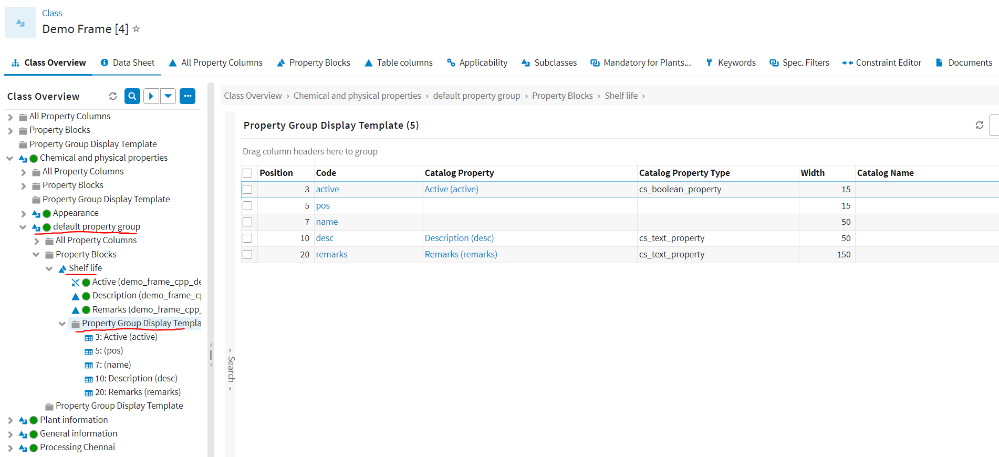 Class
Demo Frame [4]
Class Overview
Data Sheet
All Property Columns
Property Blocks
Table columns
Applicability
Subclasses
Mandatory for Plants...
Keywords
Spec. Filters
Constraint Editor
Documents
Class Overview
All Property Columns
Property Blocks
Property Group Display Template
Chemical and physical properties
All Property Columns
Property Blocks
Property Group Display Template
Appearance
default property group
All Property Columns
Property Blocks
Shelf life
Active (demo_frame_cpp_de
Description (demo_frame_c
Remarks (demo_frame_cpp_
Property Group Display Templa
3: Active (active)
5: (pos)
7: (name)
10: Description (desc)
20: Remarks (remarks)
Property Group Display Template
Plant information
General information
Processing Chennai
Class Overview › Chemical and physical properties › default property group › Property Blocks › Shelf life ›
Search
Property Group Display Template (5)
Drag column headers here to group
Position Code Catalog Property Catalog Property Type Width Catalog Name
3 active Active (active) cs_boolean_property 15
5 pos 15
7 name 50
10 desc Description (desc) cs_text_property 50
20 remarks Remarks (remarks) cs_text_property 150